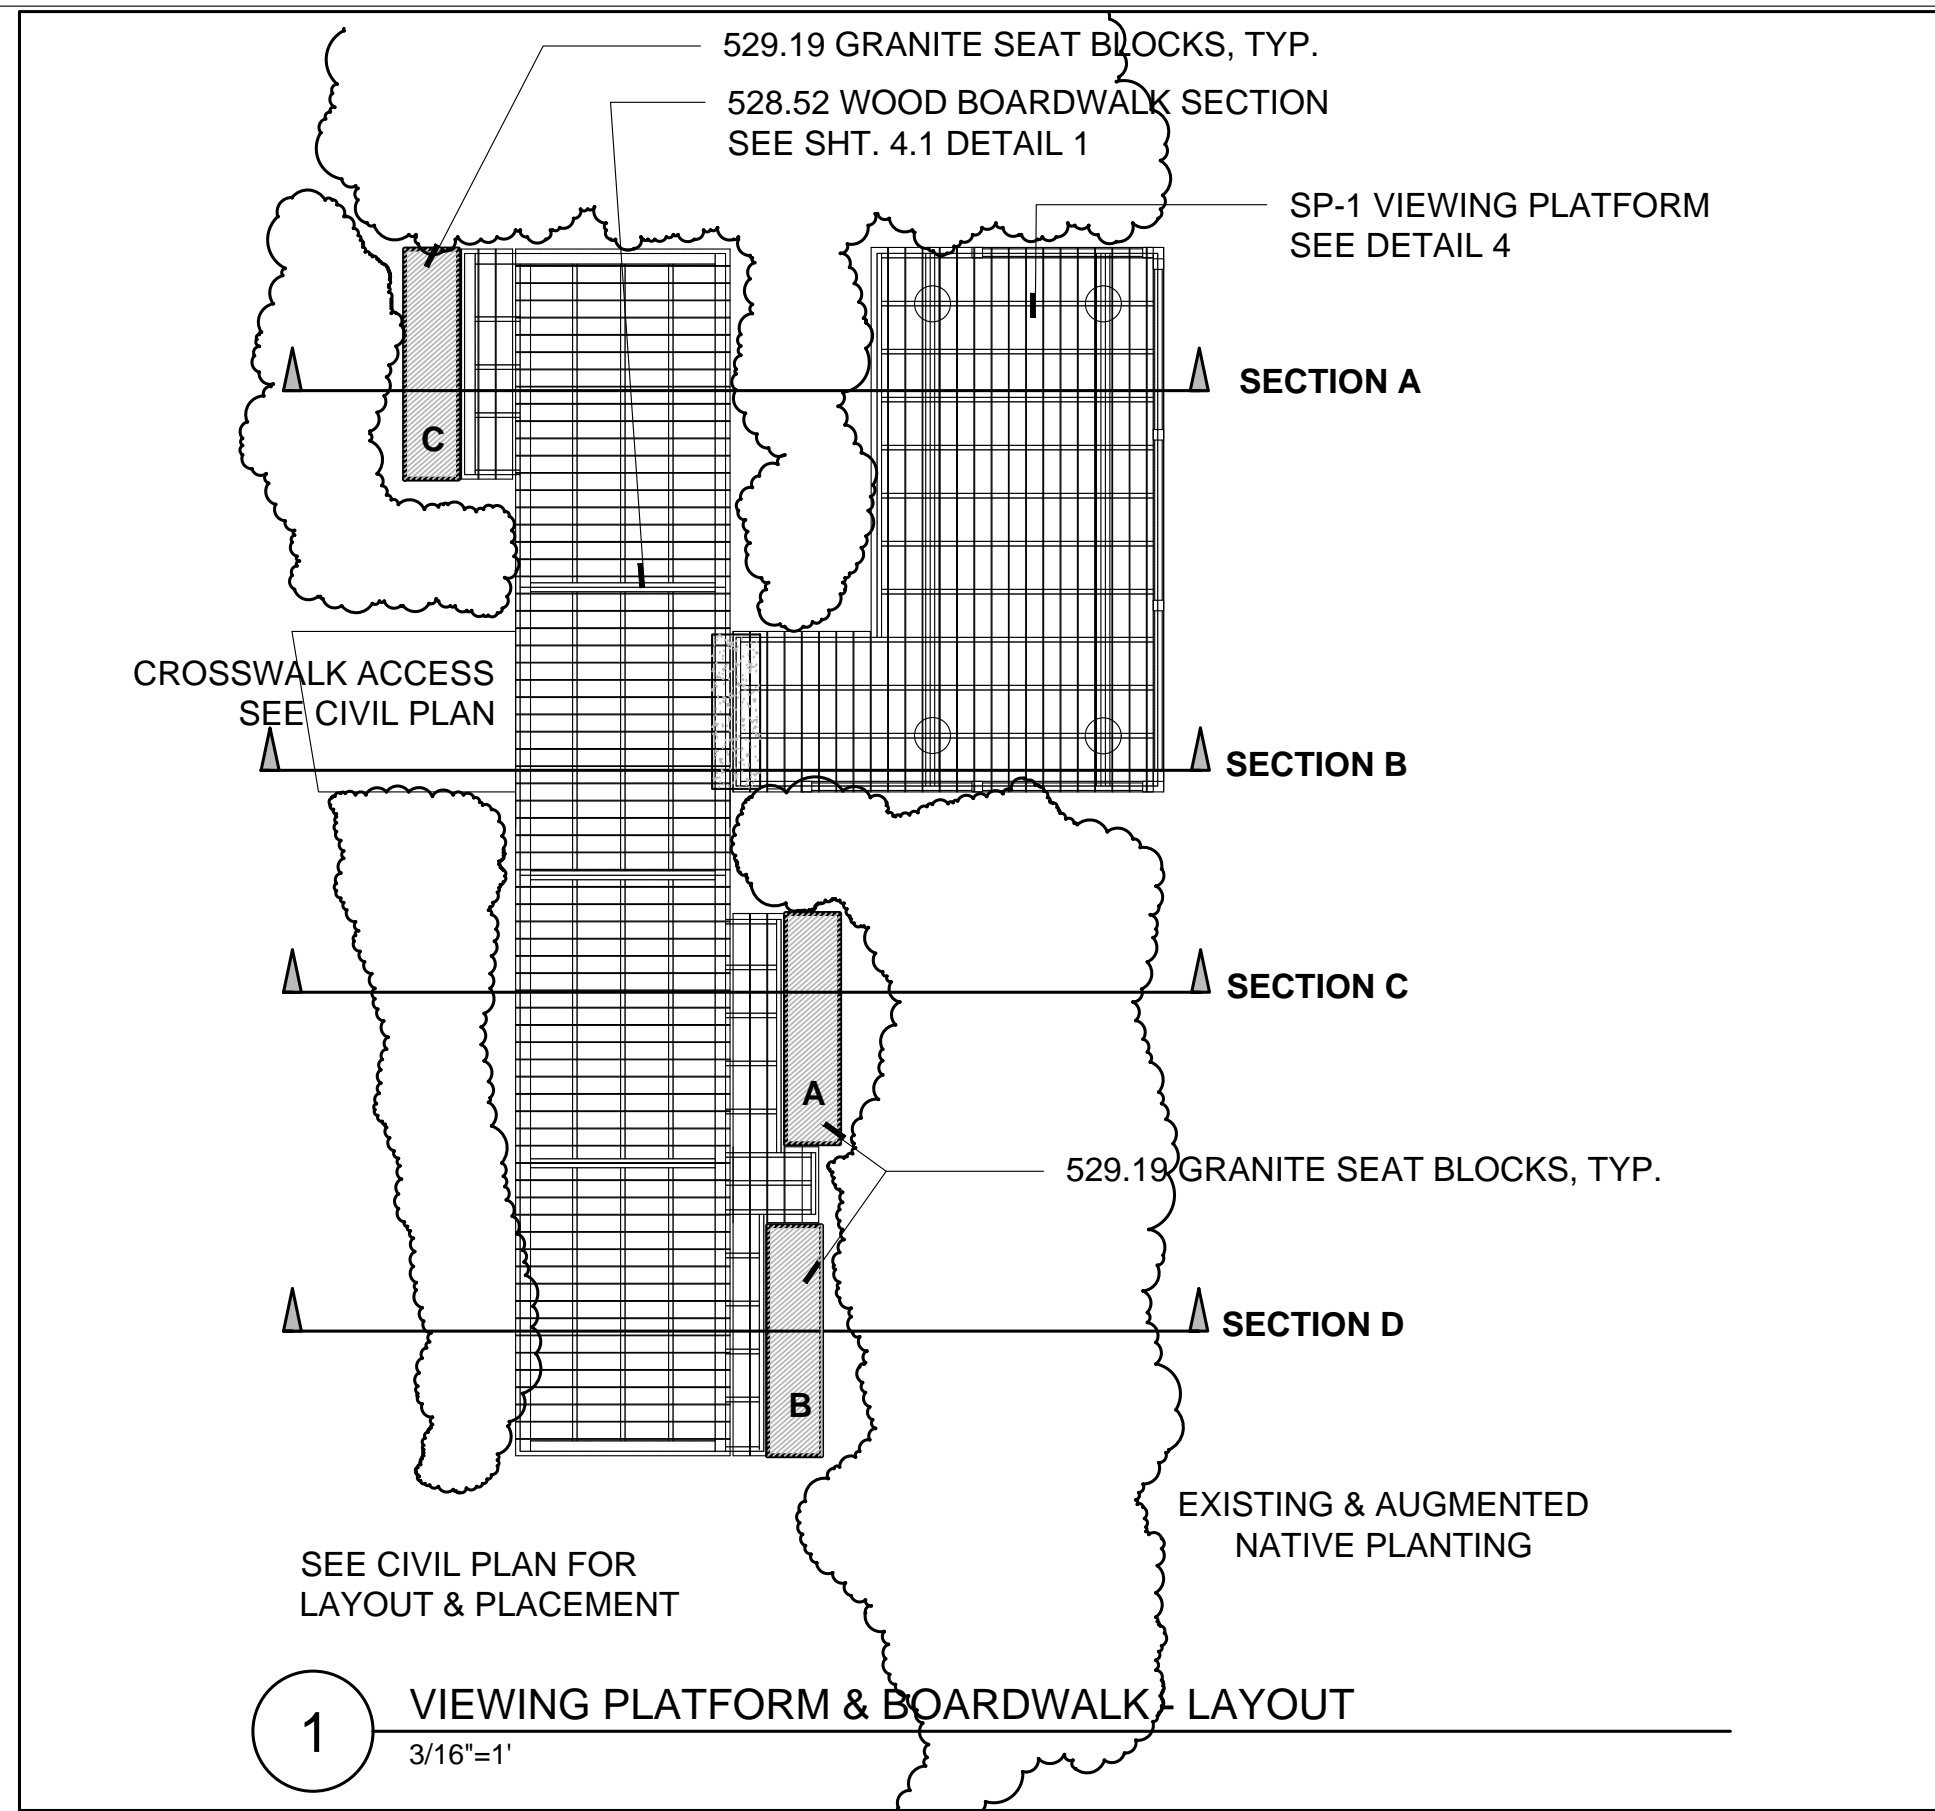 529.19 GRANITE SEAT BLOCKS, TYP.
528.52 WOOD BOARDWALK SECTION
SEE SHT. 4.1 DETAIL 1
SP-1 VIEWING PLATFORM
SEE DETAIL 4
SECTION A
C
CROSSWALK ACCESS
SEE CIVIL PLAN
SECTION B
SECTION C
A
529.19 GRANITE SEAT BLOCKS, TYP.
SECTION D
B
EXISTING & AUGMENTED
NATIVE PLANTING
SEE CIVIL PLAN FOR
LAYOUT & PLACEMENT
1
VIEWING PLATFORM & BOARDWALK - LAYOUT
3/16"=1'